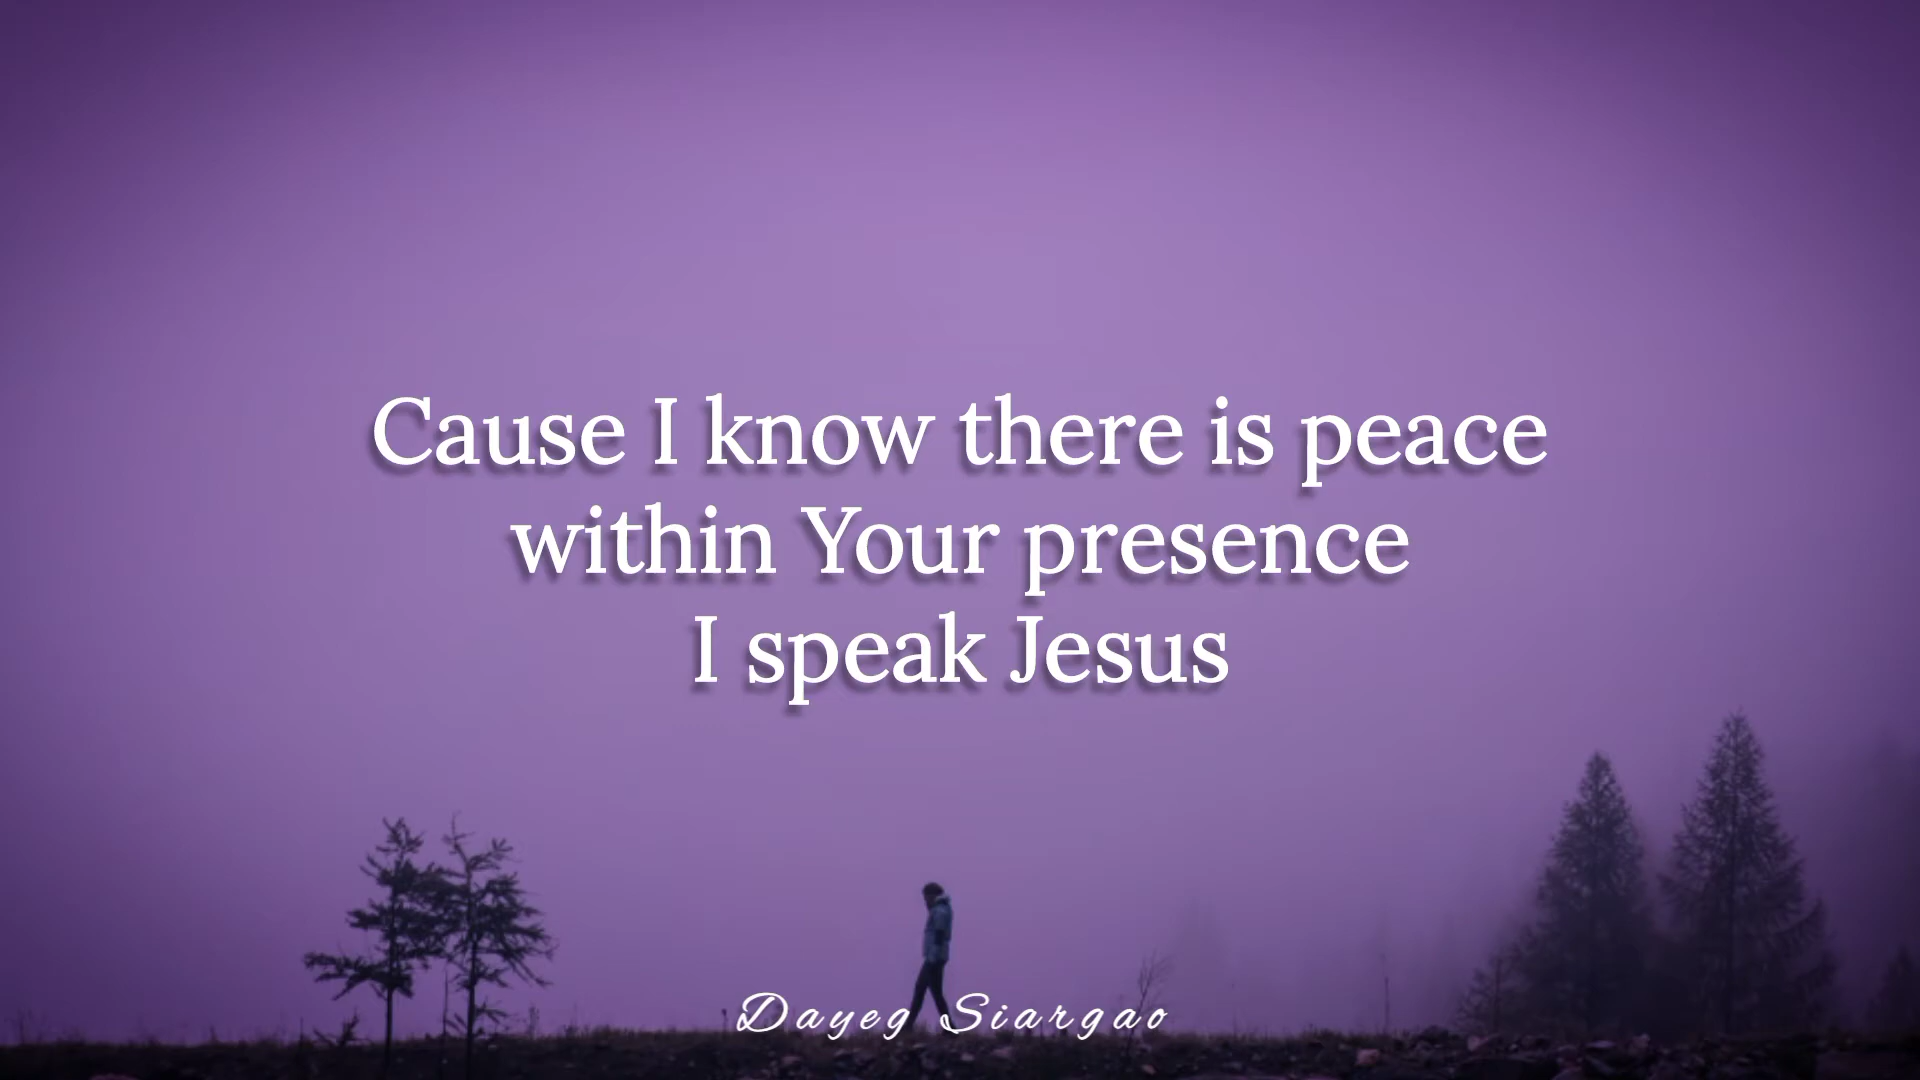 Cause I know there is peace
within Your presence
I speak Jesus
Dayeg Siargao